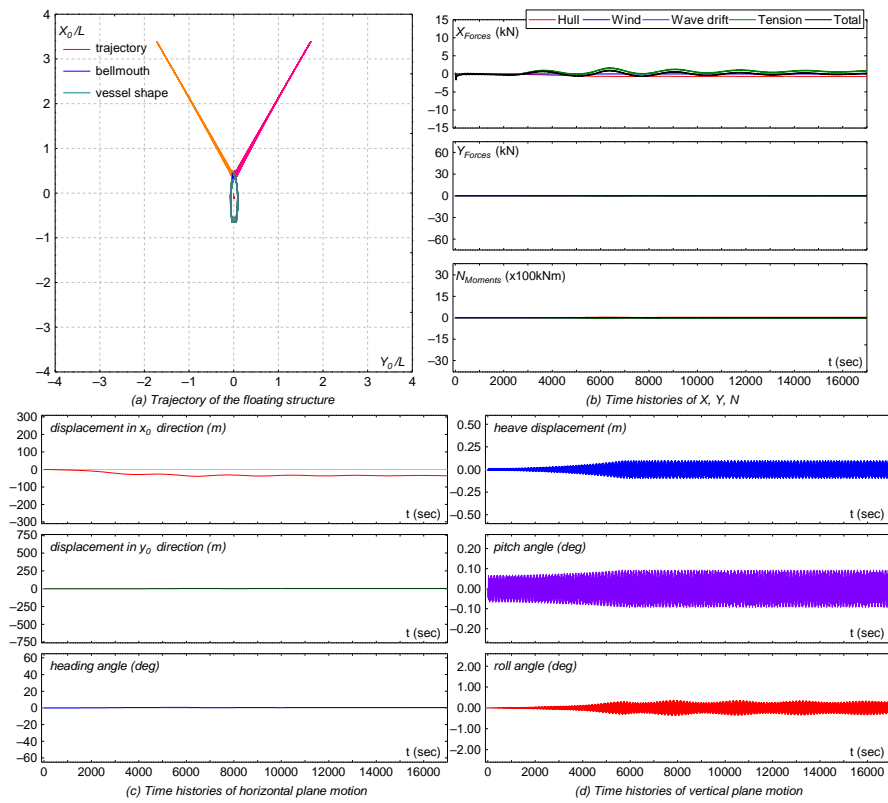 X0/L
trajectory
bellmouth
vessel shape
4
3
2
1
0
–1
–2
–3
–4
–4 –3 –2 –1 0 1 2 3 4
Y0/L
(a) Trajectory of the floating structure
Hull Wind Wave drift Tension Total
XForces (kN)
15
10
5
0
–5
–10
–15
YForces (kN)
60
30
0
–30
–60
NMoments (x100kNm)
30
15
0
–15
–30
t (sec)
0 2000 4000 6000 8000 10000 12000 14000 16000
(b) Time histories of X, Y, N
displacement in x0 direction (m)
300
200
100
0
–100
–200
–300
t (sec)
displacement in y0 direction (m)
750
500
250
0
–250
–500
–750
t (sec)
heading angle (deg)
60
40
20
0
–20
–40
–60
t (sec)
0 2000 4000 6000 8000 10000 12000 14000 16000
(c) Time histories of horizontal plane motion
heave displacement (m)
0.50
0.25
0.00
–0.25
–0.50
t (sec)
pitch angle (deg)
0.20
0.10
0.00
–0.10
–0.20
t (sec)
roll angle (deg)
2.00
1.00
0.00
–1.00
–2.00
t (sec)
0 2000 4000 6000 8000 10000 12000 14000 16000
(d) Time histories of vertical plane motion